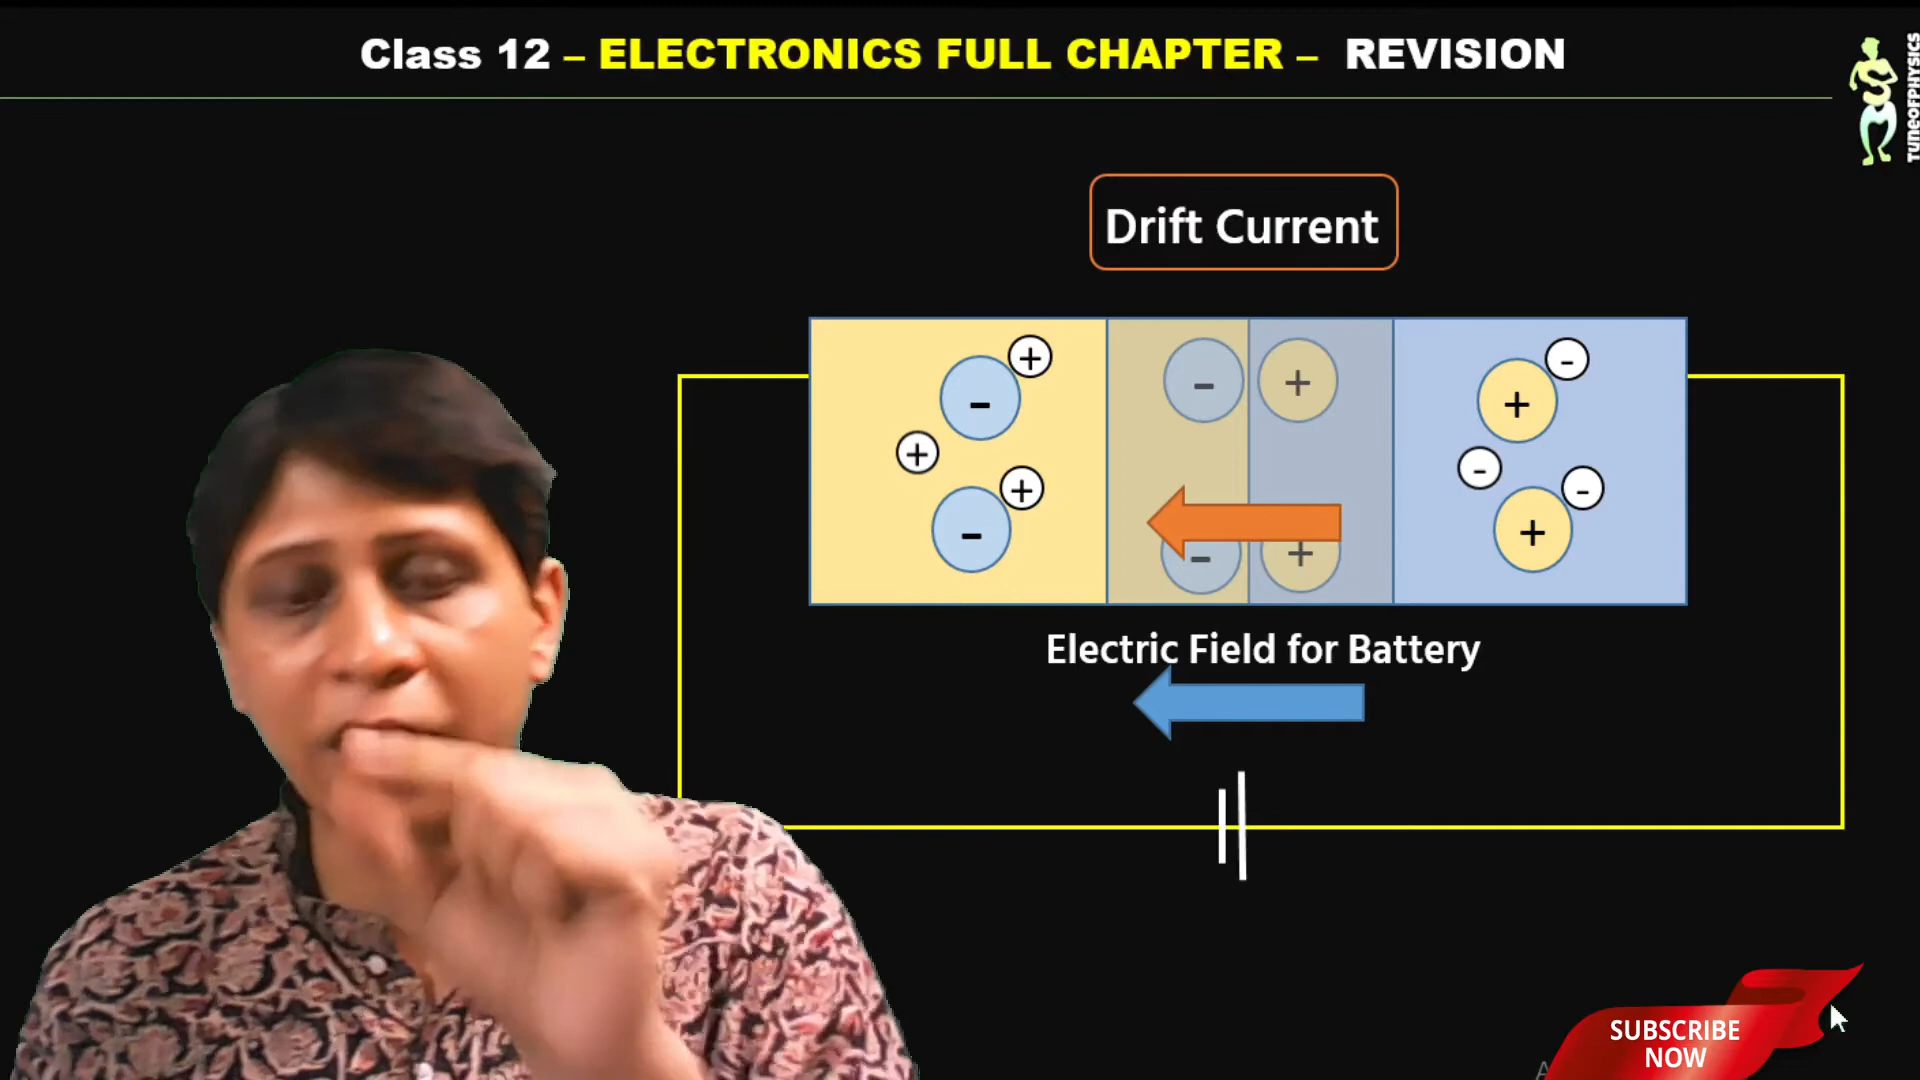 Class 12 – ELECTRONICS FULL CHAPTER – REVISION
TUNEOFPHYSICS
Drift Current
+ - + -
- + - +
+ -
+ -
- + - +
Electric Field for Battery
SUBSCRIBE
NOW